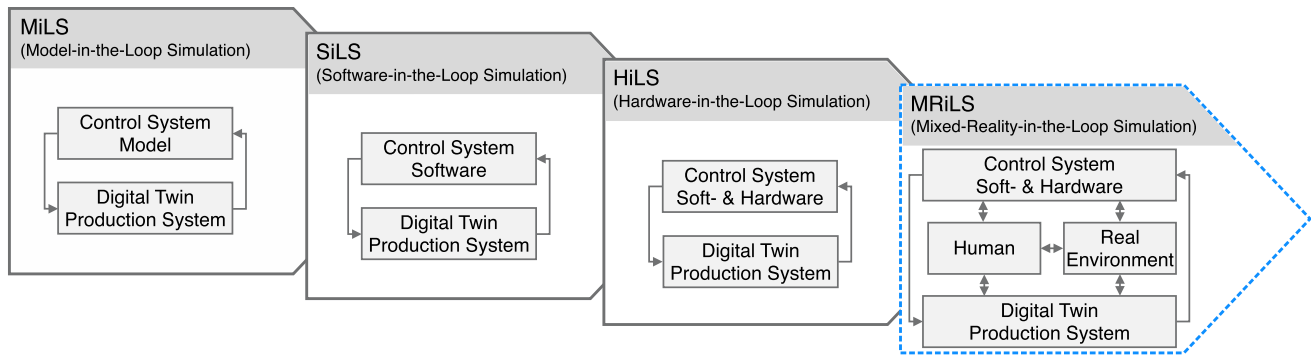 MiLS
(Model-in-the-Loop Simulation)
Control System
Model
Digital Twin
Production System
SiLS
(Software-in-the-Loop Simulation)
Control System
Software
Digital Twin
Production System
HiLS
(Hardware-in-the-Loop Simulation)
Control System
Soft- & Hardware
Digital Twin
Production System
MRiLS
(Mixed-Reality-in-the-Loop Simulation)
Control System
Soft- & Hardware
Human
Real
Environment
Digital Twin
Production System